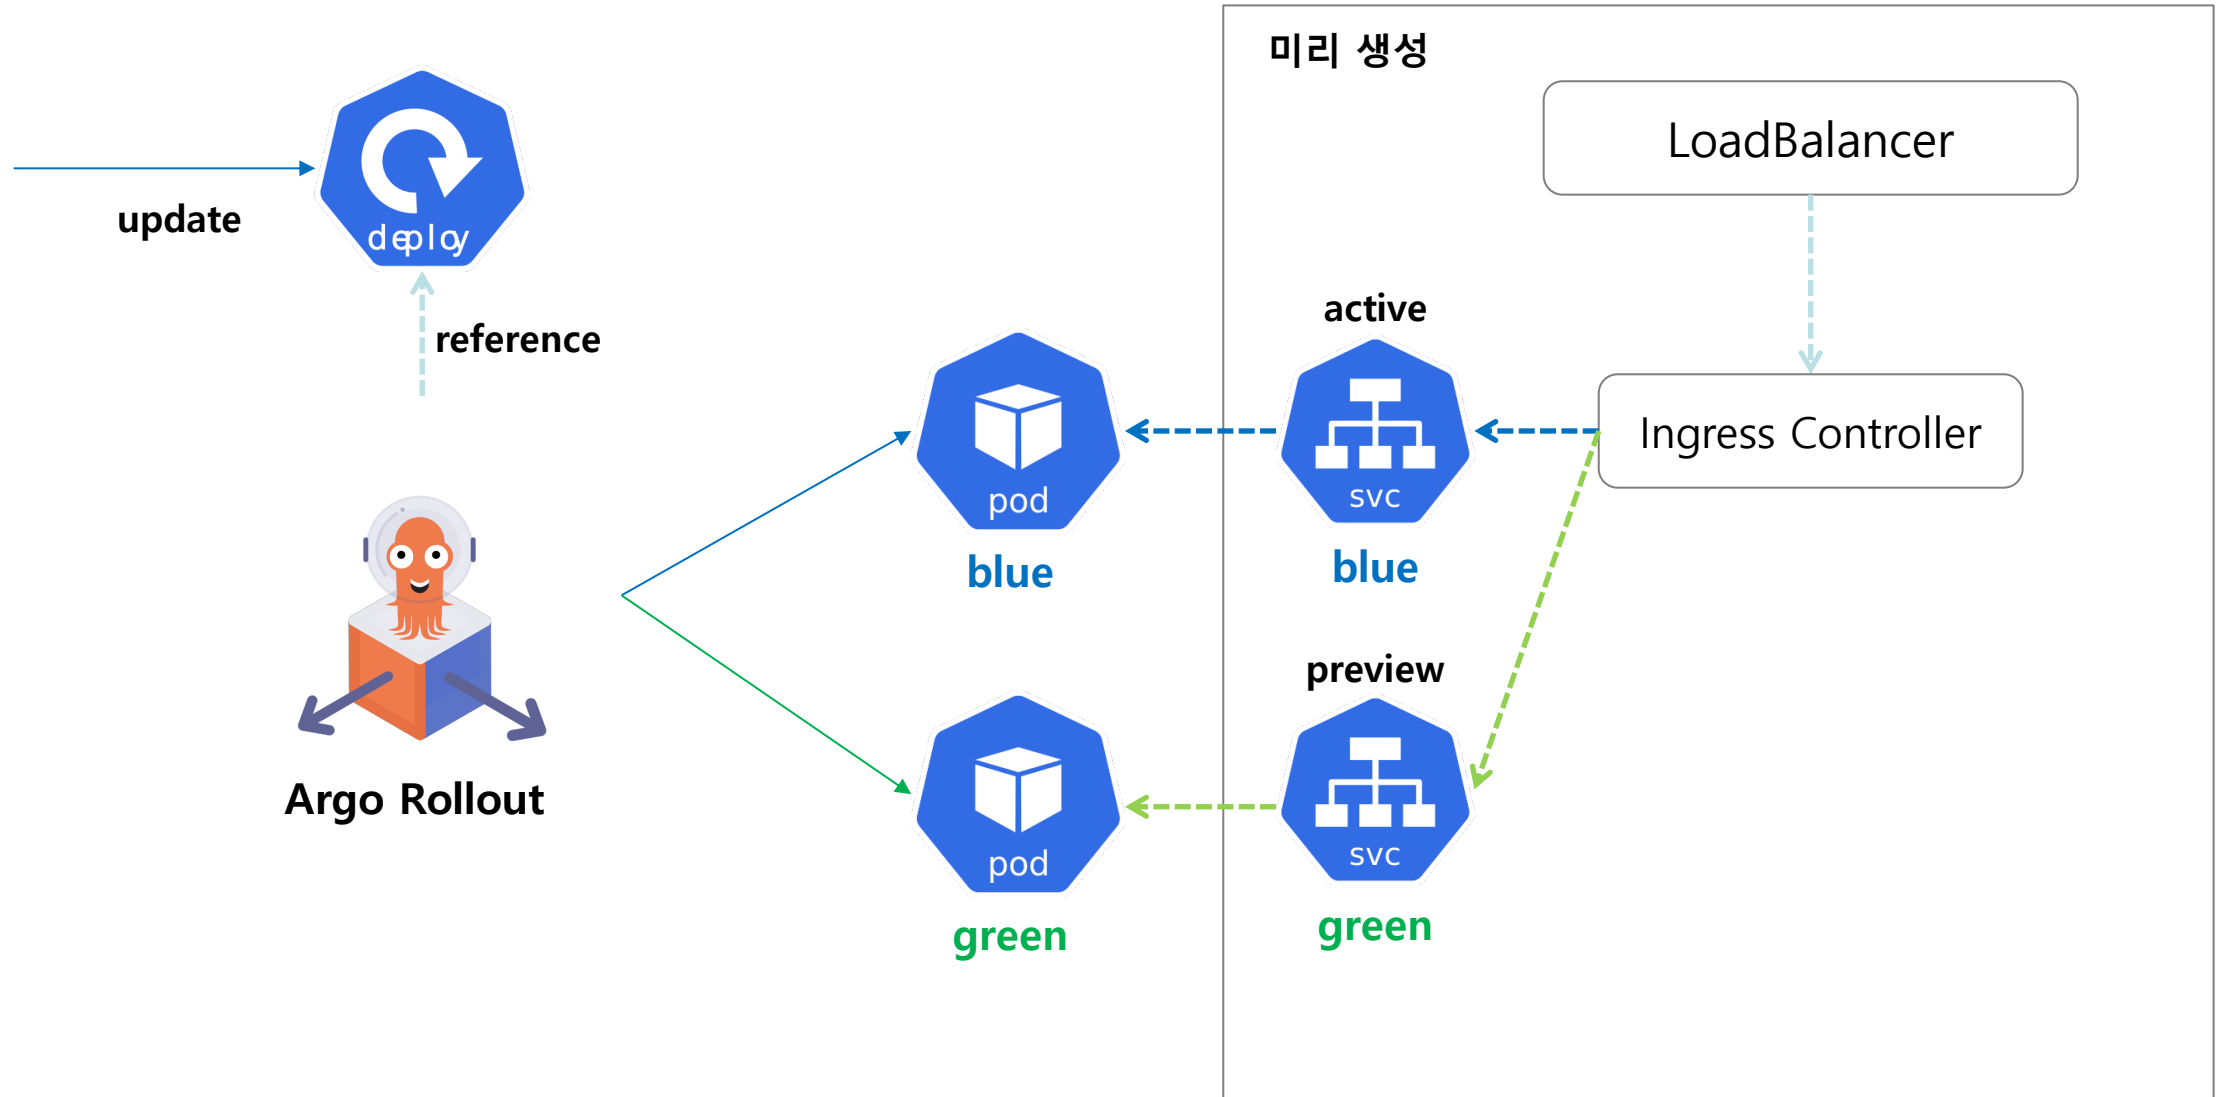 미리 생성
LoadBalancer
update
deploy
reference
active
Ingress Controller
pod
svc
blue
blue
preview
Argo Rollout
pod
svc
green
green